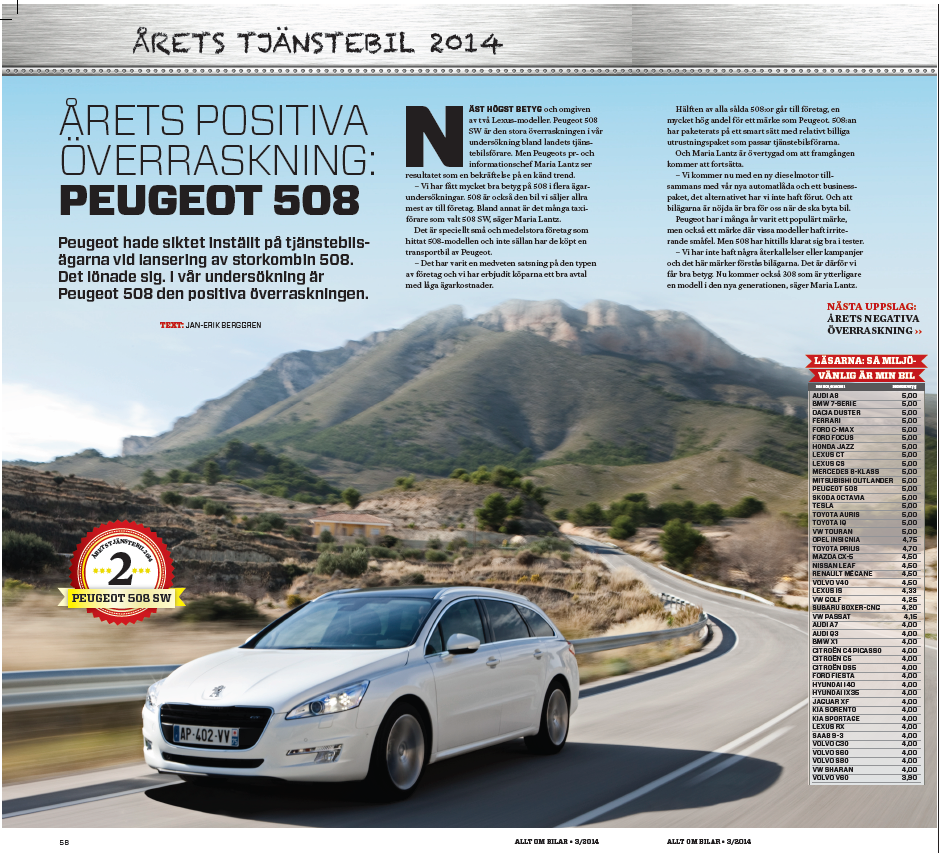 ÅRETS TJÄNSTEBIL 2014
ÅRETS POSITIVA
ÖVERRASKNING:
PEUGEOT 508
Peugeot hade siktet inställt på tjänstebils-
ägarna vid lansering av storkombin 508.
Det lönade sig. I vår undersökning är
Peugeot 508 den positiva överraskningen.
TEXT: JAN-ERIK BERGGREN
NÄST HÖGST BETYG och omgiven
av två Lexus-modeller. Peugeot 508
SW är den stora överraskningen i vår
undersökning bland landets tjäns-
tebilsförare. Men Peugeots pr- och
informationschef Maria Lantz ser
resultatet som en bekräftelse på en känd trend.
– Vi har fått mycket bra betyg på 508 i flera ägar-
undersökningar. 508 är också den bil vi säljer allra
mest av till företag. Bland annat är det många taxi-
förare som valt 508 SW, säger Maria Lantz.
Det är speciellt små och medelstora företag som
hittat 508-modellen och inte sällan har de köpt en
transportbil av Peugeot.
– Det har varit en medveten satsning på den typen
av företag och vi har erbjudit köparna ett bra avtal
med låga ägarkostnader.
Hälften av alla sålda 508:or går till företag, en
mycket hög andel för ett märke som Peugeot. 508:an
har paketerats på ett smart sätt med relativt billiga
utrustningspaket som passar tjänstebilsförarna.
Och Maria Lantz är övertygad om att framgången
kommer att fortsätta.
– Vi kommer nu med en ny dieselmotor till-
sammans med vår nya automatlåda och ett business-
paket, det alternativet har vi inte haft förut. Och att
bilägarna är nöjda är bra för oss när de ska byta bil.
Peugeot har i många år varit ett populärt märke,
men också ett märke där vissa modeller haft irrite-
rande småfel. Men 508 har hittills klarat sig bra i tester.
– Vi har inte haft några återkallelser eller kampanjer
och det här märker förstås bilägarna. Det är därför vi
får bra betyg. Nu kommer också 308 som är ytterligare
en modell i den nya generationen, säger Maria Lantz.
NÄSTA UPPSLAG:
ÅRETS NEGATIVA
ÖVERRASKNING ››
LÄSARNA: SÅ MILJÖ-
VÄNLIG ÄR MIN BIL
AUDI A8 5,00
BMW 7-SERIE 5,00
DACIA DUSTER 5,00
FERRARI 5,00
FORD C-MAX 5,00
FORD FOCUS 5,00
HONDA JAZZ 5,00
LEXUS CT 5,00
LEXUS GS 5,00
MERCEDES B-KLASS 5,00
MITSUBISHI OUTLANDER 5,00
PEUGEOT 508 5,00
SKODA OCTAVIA 5,00
TESLA 5,00
TOYOTA AURIS 5,00
TOYOTA IQ 5,00
VW TOURAN 5,00
OPEL INSIGNIA 4,75
TOYOTA PRIUS 4,70
MAZDA CX-5 4,50
NISSAN LEAF 4,50
RENAULT MEGANE 4,50
VOLVO V40 4,50
LEXUS IS 4,33
VW GOLF 4,25
SUBARU BOXER-CNG 4,20
VW PASSAT 4,15
AUDI A7 4,00
AUDI Q3 4,00
BMW X1 4,00
CITROËN C4 PICASSO 4,00
CITROËN C5 4,00
CITROËN DS5 4,00
FORD FIESTA 4,00
HYUNDAI I40 4,00
HYUNDAI IX35 4,00
JAGUAR XF 4,00
KIA SORENTO 4,00
KIA SPORTAGE 4,00
LEXUS RX 4,00
SAAB 9-3 4,00
VOLVO C30 4,00
VOLVO S60 4,00
VOLVO S80 4,00
VW SHARAN 4,00
VOLVO V60 3,90
ÅRETS TJÄNSTEBIL 2014
2
PEUGEOT 508 SW
AP-402-VV
58
ALLT OM BILAR • 3/2014
ALLT OM BILAR • 3/2014